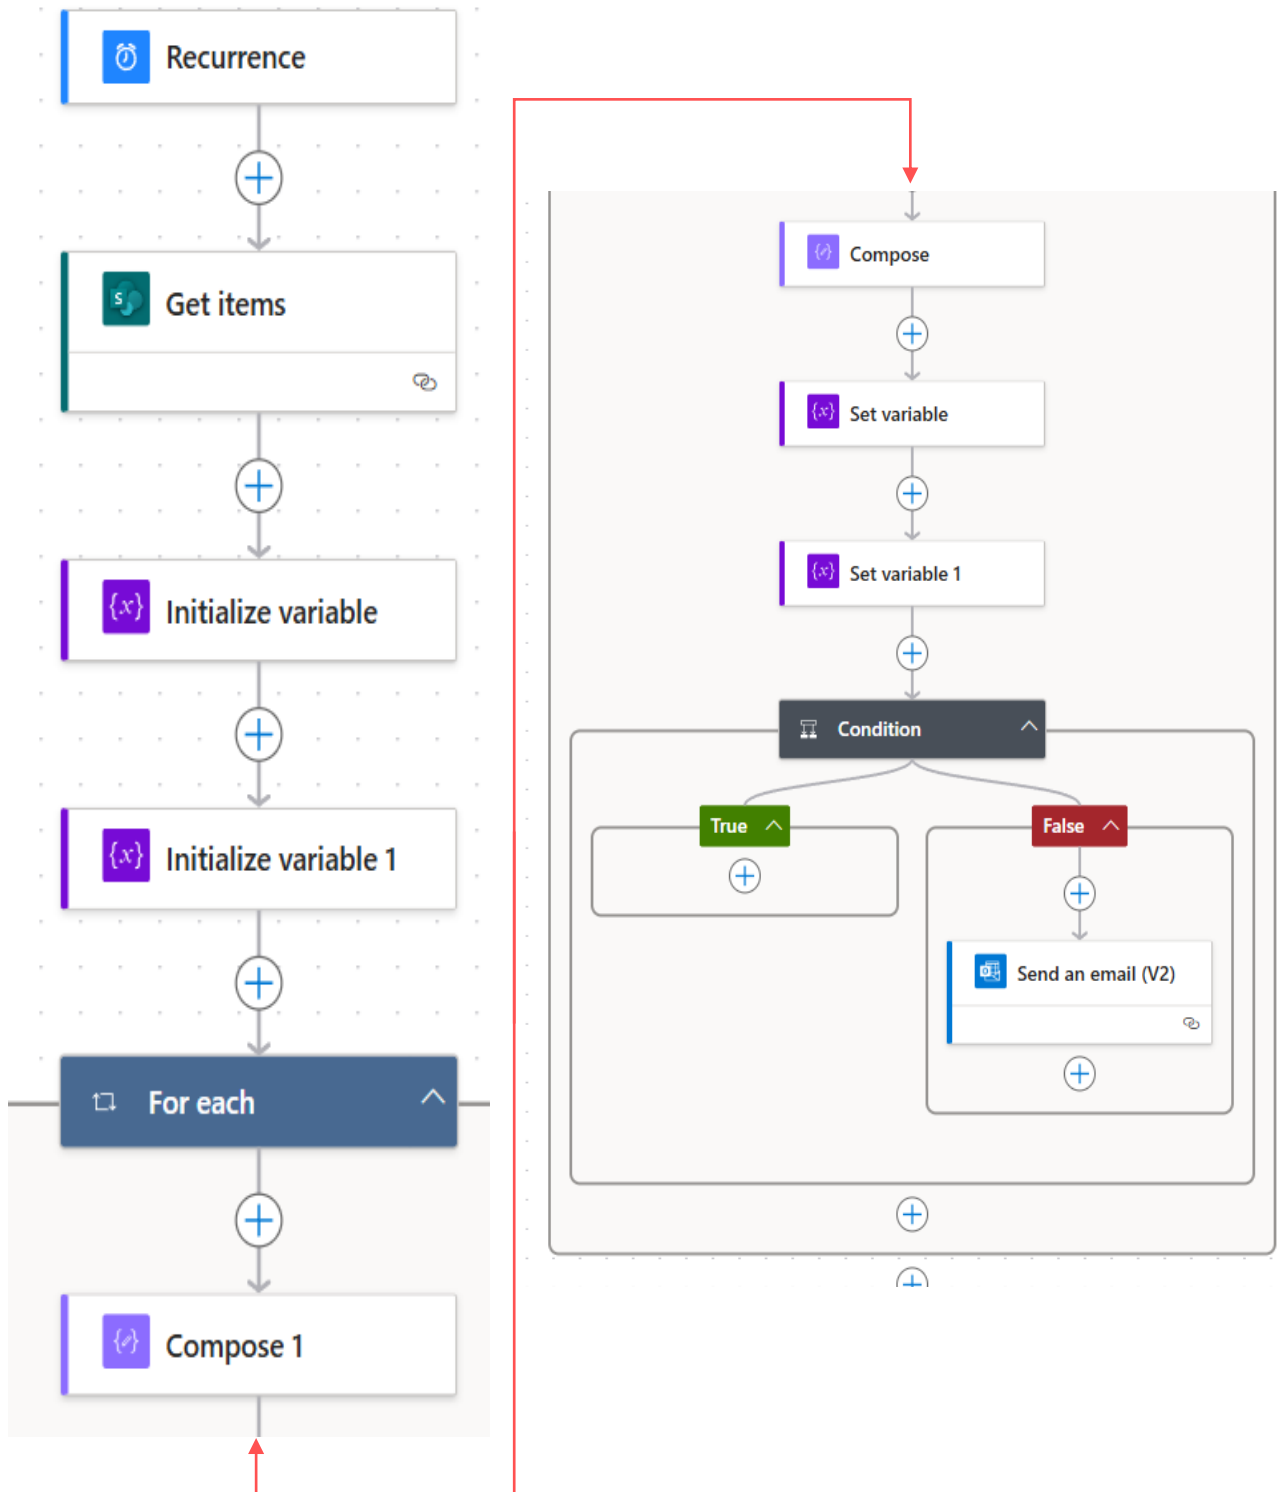 Recurrence
Get items
Initialize variable
Initialize variable 1
For each
Compose 1
Compose
Set variable
Set variable 1
Condition
True
False
Send an email (V2)